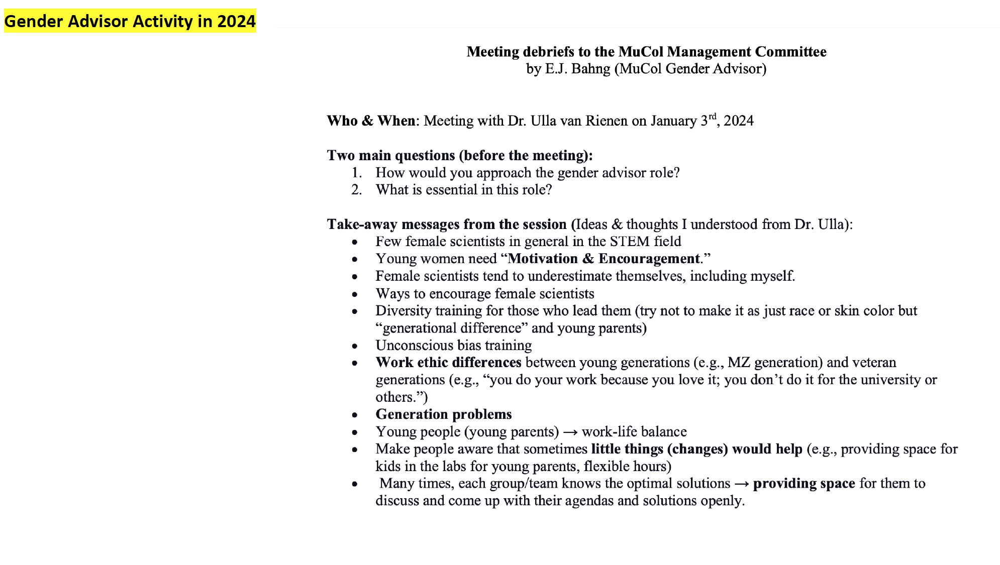 Gender Advisor Activity in 2024
Meeting debriefs to the MuCol Management Committee
by E.J. Bahng (MuCol Gender Advisor)
Who & When: Meeting with Dr. Ulla van Rienen on January 3rd, 2024
Two main questions (before the meeting):
1. How would you approach the gender advisor role?
2. What is essential in this role?
Take-away messages from the session (Ideas & thoughts I understood from Dr. Ulla):
• Few female scientists in general in the STEM field
• Young women need “Motivation & Encouragement.”
• Female scientists tend to underestimate themselves, including myself.
• Ways to encourage female scientists
• Diversity training for those who lead them (try not to make it as just race or skin color but
“generational difference” and young parents)
• Unconscious bias training
• Work ethic differences between young generations (e.g., MZ generation) and veteran
generations (e.g., “you do your work because you love it; you don’t do it for the university or
others.”)
• Generation problems
• Young people (young parents) → work-life balance
• Make people aware that sometimes little things (changes) would help (e.g., providing space for
kids in the labs for young parents, flexible hours)
• Many times, each group/team knows the optimal solutions → providing space for them to
discuss and come up with their agendas and solutions openly.